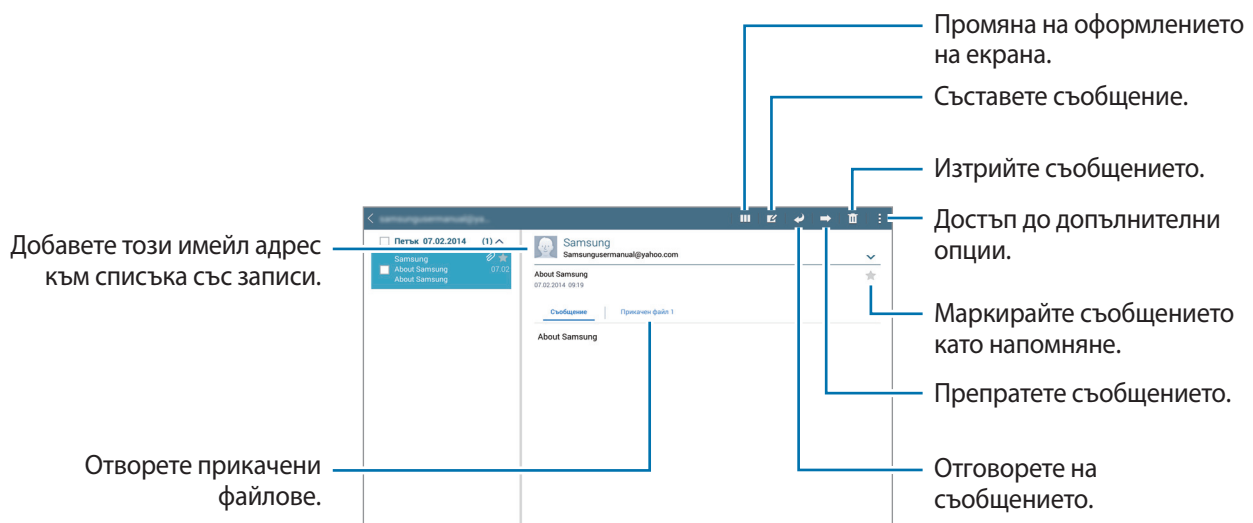 Промяна на оформлението
на екрана.
Съставете съобщение.
Изтрийте съобщението.
Достъп до допълнителни
опции.
Маркирайте съобщението
като напомняне.
Препратете съобщението.
Отговорете на
съобщението.
Добавете този имейл адрес
към списъка със записи.
Отворете прикачени
файлове.
Петък 07.02.2014 (1)
Samsung
About Samsung 07.02
About Samsung
Samsung
Samsungusermanual@yahoo.com
About Samsung
07.02.2014 09:19
Съобщение Прикачен файл 1
About Samsung